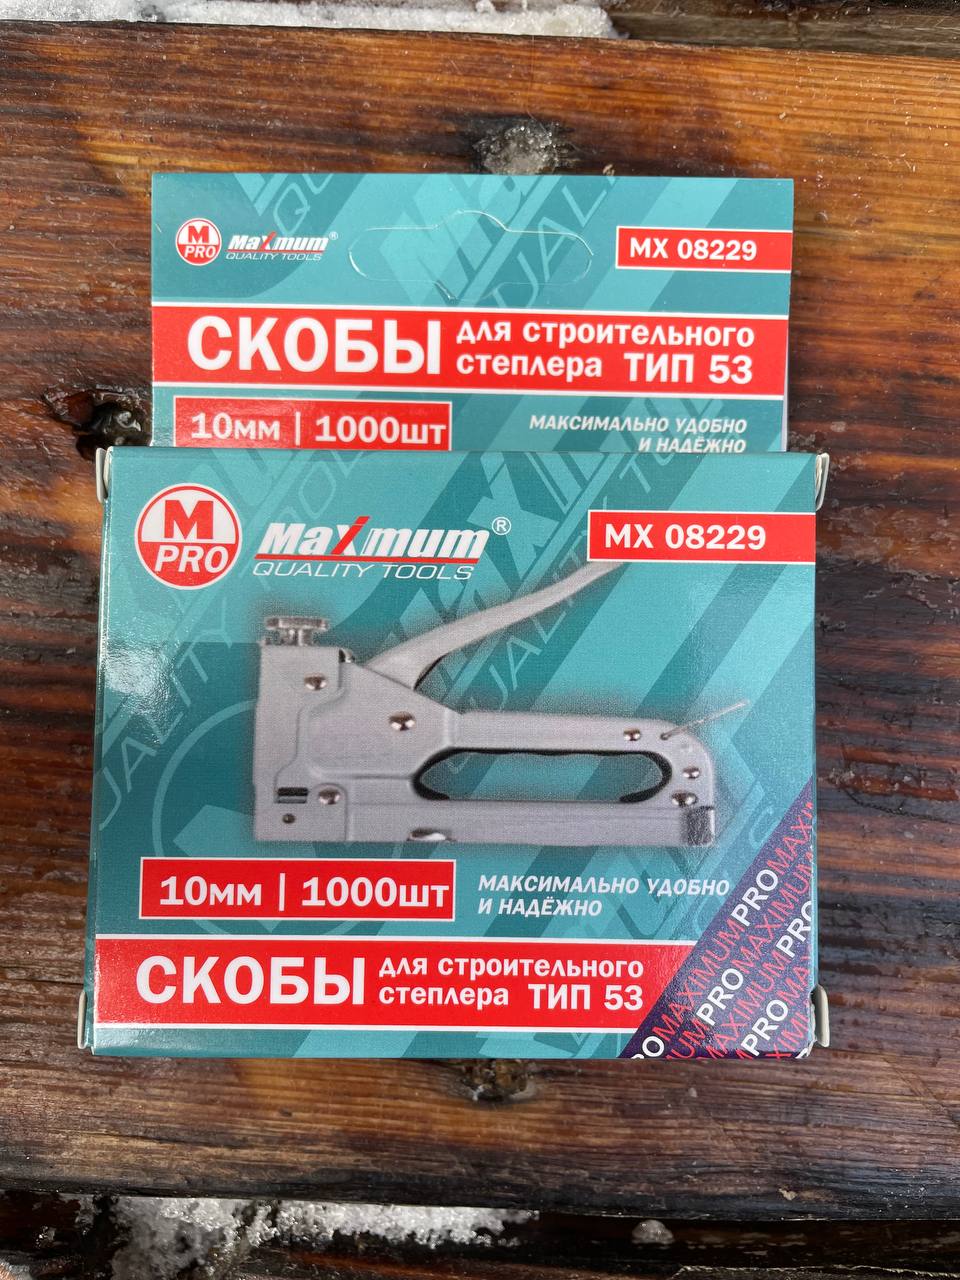 M PRO
Maximum®
QUALITY TOOLS
MX 08229
СКОБЫ
для строительного
степлера ТИП 53
10мм | 1000шт
МАКСИМАЛЬНО УДОБНО
И НАДЁЖНО
M PRO
Maximum®
QUALITY TOOLS
MX 08229
10мм | 1000шт
МАКСИМАЛЬНО УДОБНО
И НАДЁЖНО
СКОБЫ
для строительного
степлера ТИП 53
MAXIMUMPROMAXIMUM